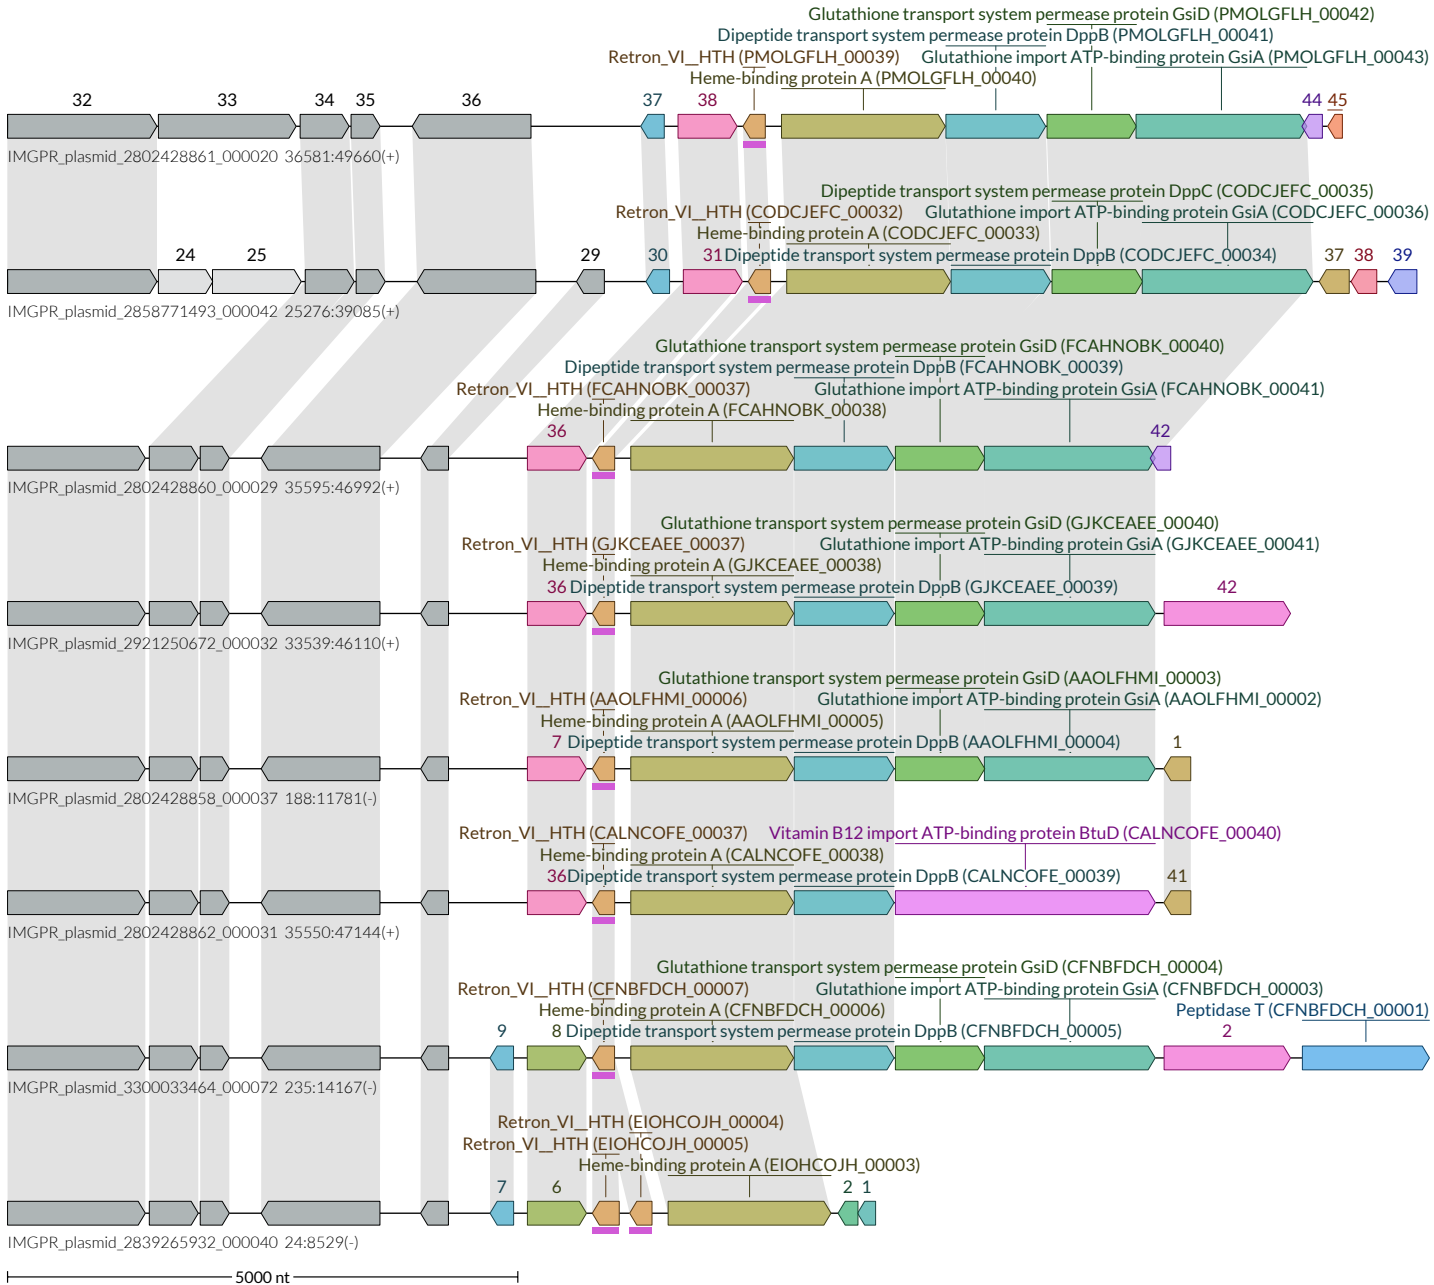 Glutathione transport system permease protein GsiD (PMOLGFLH_00042)
Dipeptide transport system permease protein DppB (PMOLGFLH_00041)
Retron_VI__HTH (PMOLGFLH_00039) Glutathione import ATP-binding protein GsiA (PMOLGFLH_00043)
Heme-binding protein A (PMOLGFLH_00040)
32 33 34 35 36 37 38 44 45
IMGPR_plasmid_2802428861_000020 36581:49660(+)
Dipeptide transport system permease protein DppC (CODCJEFC_00035)
Retron_VI__HTH (CODCJEFC_00032) Glutathione import ATP-binding protein GsiA (CODCJEFC_00036)
Heme-binding protein A (CODCJEFC_00033)
24 25 29 30 31 Dipeptide transport system permease protein DppB (CODCJEFC_00034) 37 38 39
IMGPR_plasmid_2858771493_000042 25276:39085(+)
Glutathione transport system permease protein GsiD (FCAHNOBK_00040)
Dipeptide transport system permease protein DppB (FCAHNOBK_00039)
Retron_VI__HTH (FCAHNOBK_00037) Glutathione import ATP-binding protein GsiA (FCAHNOBK_00041)
Heme-binding protein A (FCAHNOBK_00038)
36 42
IMGPR_plasmid_2802428860_000029 35595:46992(+)
Glutathione transport system permease protein GsiD (GJKCEAEE_00040)
Retron_VI__HTH (GJKCEAEE_00037) Glutathione import ATP-binding protein GsiA (GJKCEAEE_00041)
Heme-binding protein A (GJKCEAEE_00038)
36 Dipeptide transport system permease protein DppB (GJKCEAEE_00039) 42
IMGPR_plasmid_2921250672_000032 33539:46110(+)
Glutathione transport system permease protein GsiD (AAOLFHMI_00003)
Retron_VI__HTH (AAOLFHMI_00006) Glutathione import ATP-binding protein GsiA (AAOLFHMI_00002)
Heme-binding protein A (AAOLFHMI_00005)
7 Dipeptide transport system permease protein DppB (AAOLFHMI_00004) 1
IMGPR_plasmid_2802428858_000037 188:11781(-)
Retron_VI__HTH (CALNCOFE_00037) Vitamin B12 import ATP-binding protein BtuD (CALNCOFE_00040)
Heme-binding protein A (CALNCOFE_00038)
36 Dipeptide transport system permease protein DppB (CALNCOFE_00039) 41
IMGPR_plasmid_2802428862_000031 35550:47144(+)
Glutathione transport system permease protein GsiD (CFNBFDCH_00004)
Retron_VI__HTH (CFNBFDCH_00007) Glutathione import ATP-binding protein GsiA (CFNBFDCH_00003)
Heme-binding protein A (CFNBFDCH_00006) Peptidase T (CFNBFDCH_00001)
9 8 Dipeptide transport system permease protein DppB (CFNBFDCH_00005) 2
IMGPR_plasmid_3300033464_000072 235:14167(-)
Retron_VI__HTH (EIOHCOJH_00004)
Retron_VI__HTH (EIOHCOJH_00005)
Heme-binding protein A (EIOHCOJH_00003)
7 6 2 1
IMGPR_plasmid_2839265932_000040 24:8529(-)
5000 nt